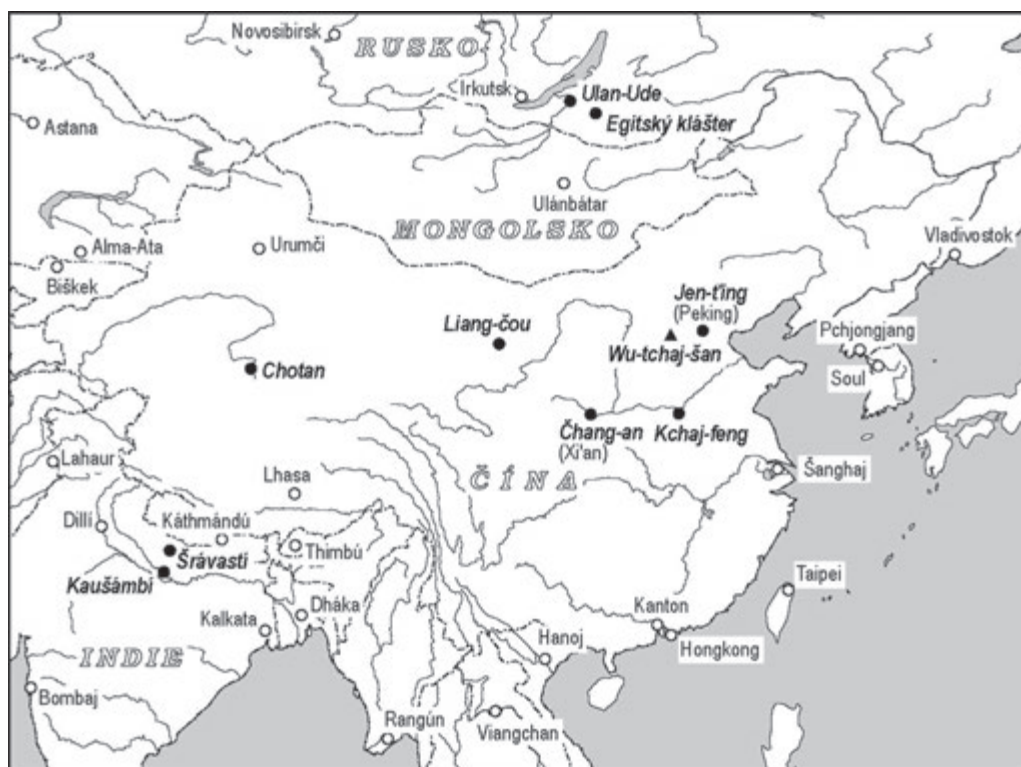 Novosibirsk
RUSKO
Irkutsk
Ulan-Ude
Egitský klášter
Astana
Ulánbátar
MONGOLSKO
Alma-Ata
Urumči
Vladivostok
Biškek
Jen-ťing
(Peking)
Liang-čou
Wu-tchaj-šan
Pchjongjang
Chotan
Soul
Čhang-an
(Xi'an)
Kchaj-feng
Lahaur
Lhasa
ČÍNA
Šanghaj
Dillí
Káthmándú
Thimbú
Šrávastí
Kaušámbí
Taipei
Dháka
Kanton
Kalkata
Hanoj
Hongkong
INDIE
Bombaj
Rangún
Viangchan